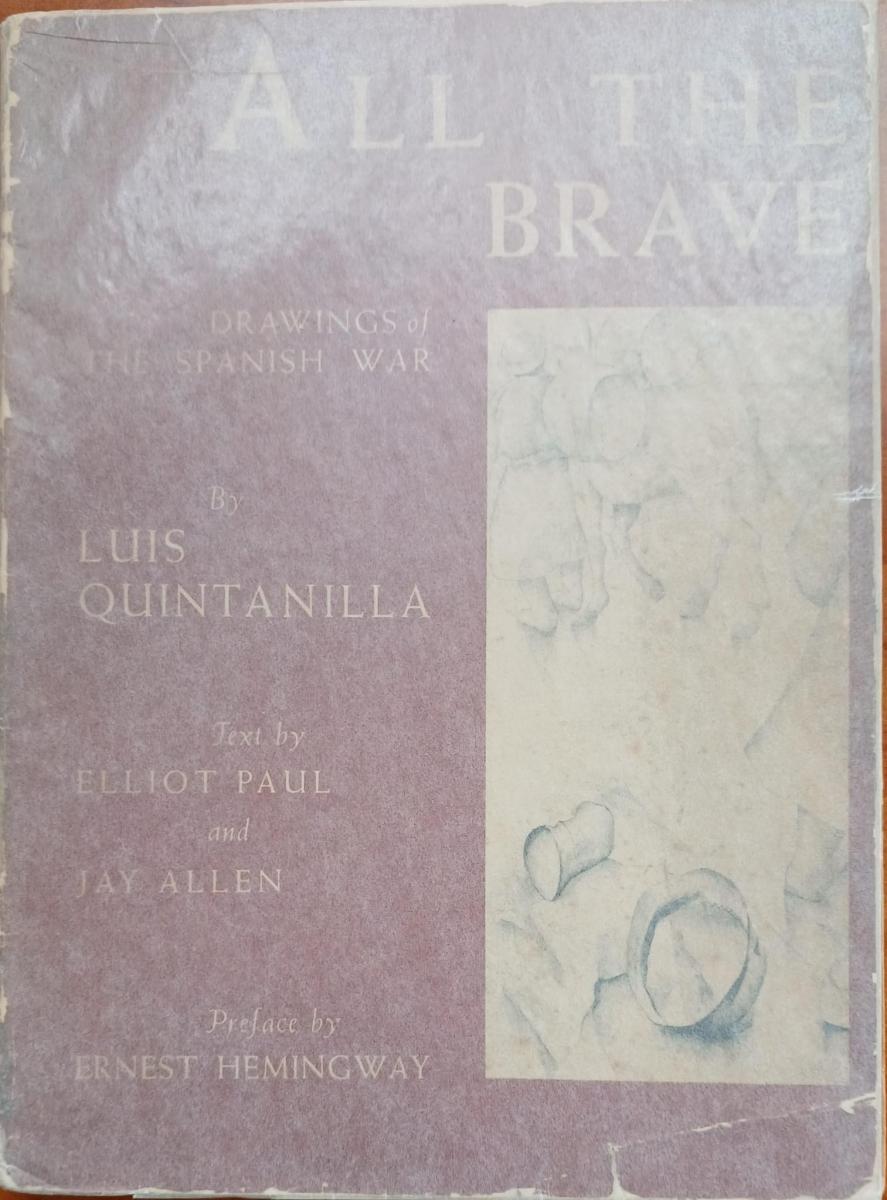 ALL THE
BRAVE
DRAWINGS of
THE SPANISH WAR
By
LUIS
QUINTANILLA
Text by
ELLIOT PAUL
and
JAY ALLEN
Preface by
ERNEST HEMINGWAY